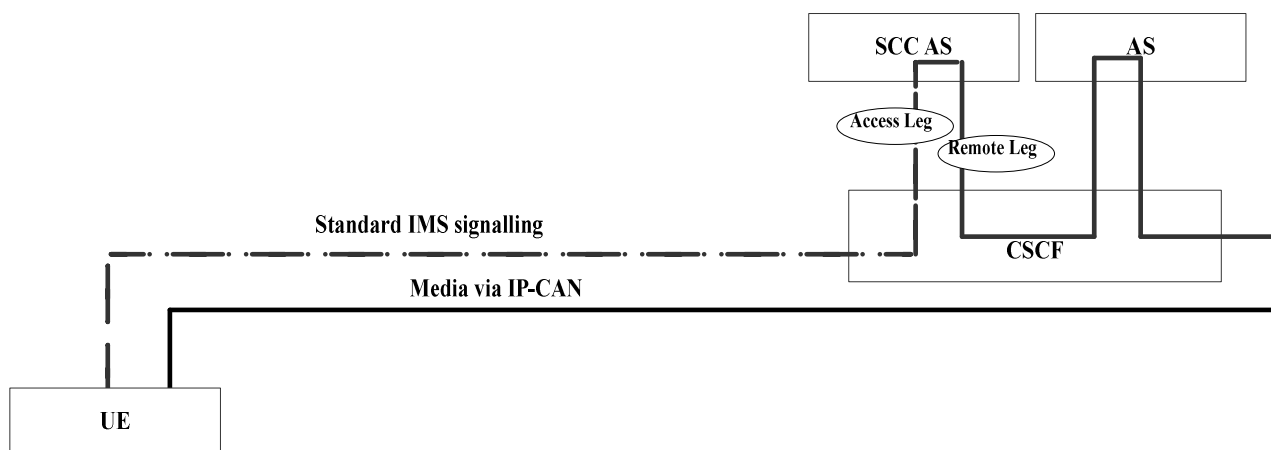 SCC AS
AS
Access Leg
Remote Leg
Standard IMS signalling
CSCF
Media via IP-CAN
UE